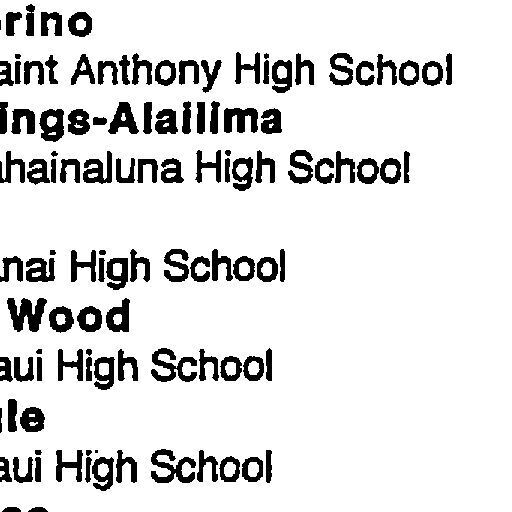 rino
aint Anthony High School
ings-Alailima
ahainaluna High School
nai High School
Wood
aui High School
le
aui High School